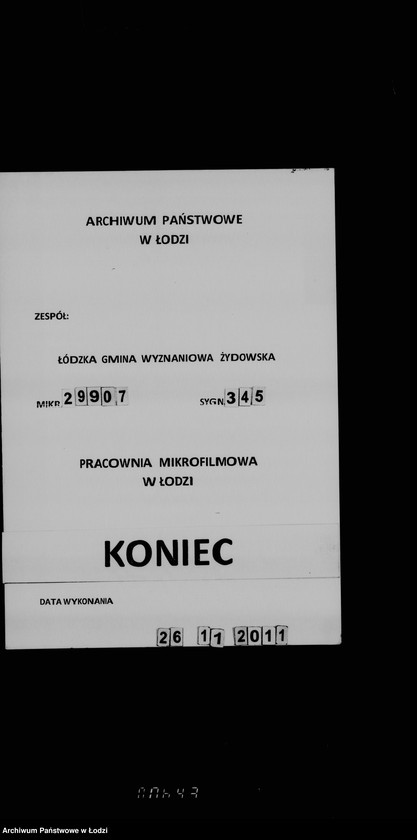 ARCHIWUM PAŃSTWOWE
W ŁODZI
ZESPÓŁ:
ŁÓDZKA GMINA WYZNANIOWA ŻYDOWSKA
MIKR. 29907 SYGN. 345
PRACOWNIA MIKROFILMOWA
W ŁODZI
KONIEC
DATA WYKONANIA
26 11 2011
Archiwum Państwowe w Łodzi